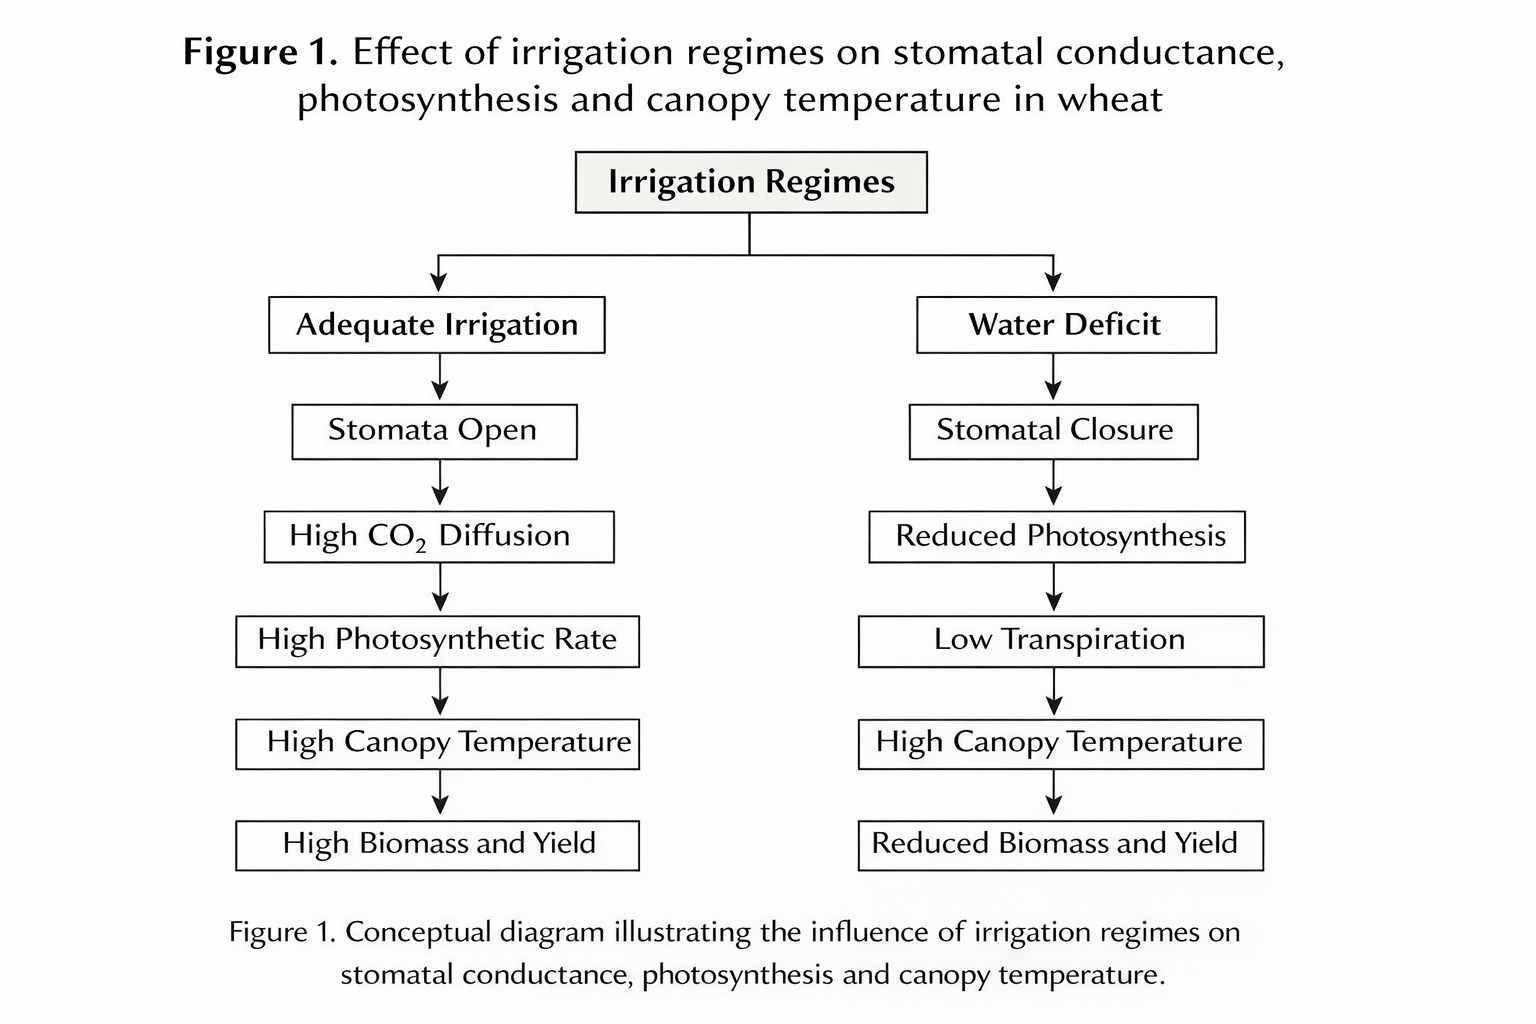 Figure 1. Effect of irrigation regimes on stomatal conductance,
photosynthesis and canopy temperature in wheat
Irrigation Regimes
Adequate Irrigation
Stomata Open
High CO₂ Diffusion
High Photosynthetic Rate
High Canopy Temperature
High Biomass and Yield
Water Deficit
Stomatal Closure
Reduced Photosynthesis
Low Transpiration
High Canopy Temperature
Reduced Biomass and Yield
Figure 1. Conceptual diagram illustrating the influence of irrigation regimes on
stomatal conductance, photosynthesis and canopy temperature.